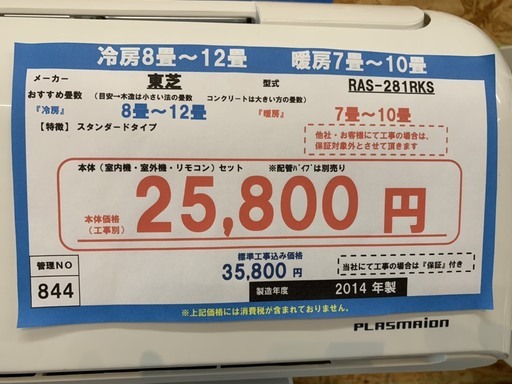 冷房8畳～12畳 暖房7畳～10畳
メーカー 東芝 型式 RAS-281RKS
おすすめ畳数 (目安→木造は小さい法の畳数 コンクリートは大きい方の畳数)
『冷房』 8畳～12畳 『暖房』 7畳～10畳
【特徴】 スタンダードタイプ
他社・お客様にて工事の場合は、
保証対象外とさせて頂きます
本体（室内機・室外機・リモコン）セット ※配管ﾊﾟｲﾌﾟは別売り
本体価格
(工事別)
25,800 円
標準工事込み価格
35,800 円
当社にて工事の場合は『保証』付き
管理NO
844
製造年度 2014 年製
※上記価格には消費税が含まれておりません。
PLASMAION